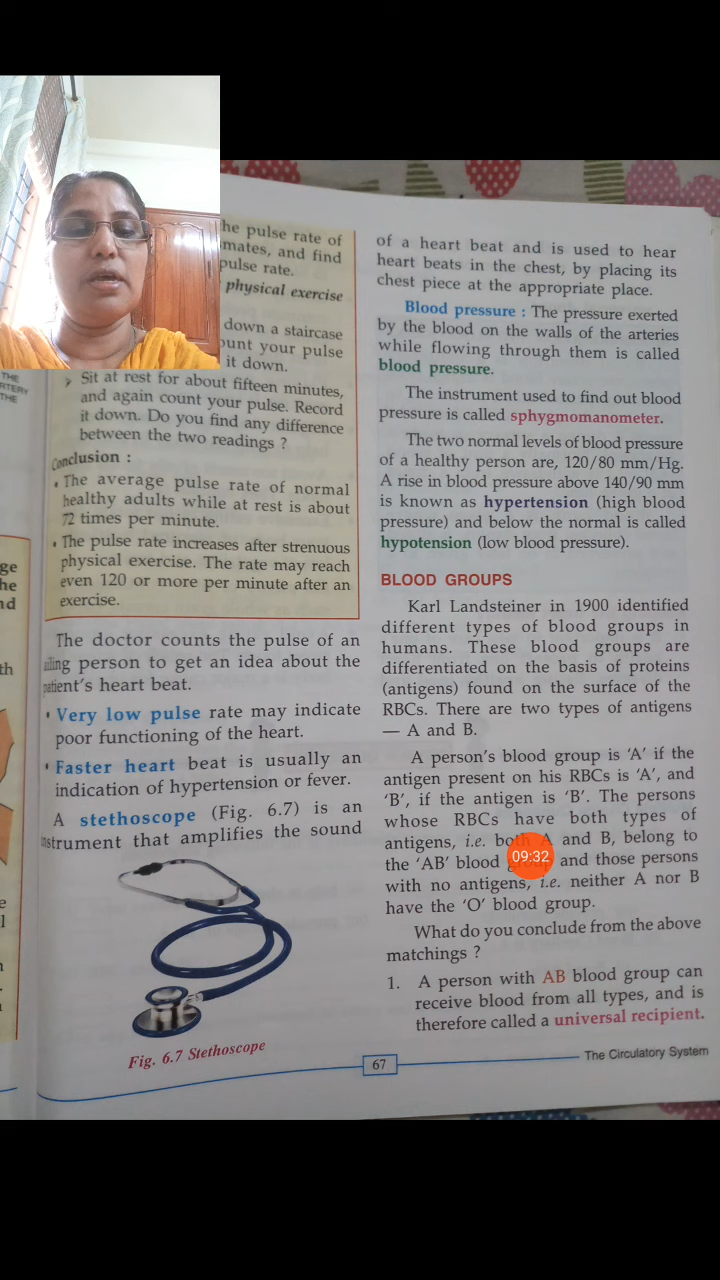 he pulse rate of
mates, and find
pulse rate.
physical exercise
down a staircase
ount your pulse
it down.
Sit at rest for about fifteen minutes,
and again count your pulse. Record
it down. Do you find any difference
between the two readings ?
Conclusion :
• The average pulse rate of normal
healthy adults while at rest is about
72 times per minute.
• The pulse rate increases after strenuous
physical exercise. The rate may reach
even 120 or more per minute after an
exercise.
The doctor counts the pulse of an
ailing person to get an idea about the
patient's heart beat.
• Very low pulse rate may indicate
poor functioning of the heart.
• Faster heart beat is usually an
indication of hypertension or fever.
A stethoscope (Fig. 6.7) is an
nstrument that amplifies the sound
Fig. 6.7 Stethoscope
of a heart beat and is used to hear
heart beats in the chest, by placing its
chest piece at the appropriate place.
Blood pressure : The pressure exerted
by the blood on the walls of the arteries
while flowing through them is called
blood pressure.
The instrument used to find out blood
pressure is called sphygmomanometer.
The two normal levels of blood pressure
of a healthy person are, 120/80 mm/Hg.
A rise in blood pressure above 140/90 mm
is known as hypertension (high blood
pressure) and below the normal is called
hypotension (low blood pressure).
BLOOD GROUPS
Karl Landsteiner in 1900 identified
different types of blood groups in
humans. These blood groups are
differentiated on the basis of proteins
(antigens) found on the surface of the
RBCs. There are two types of antigens
— A and B.
A person's blood group is 'A' if the
antigen present on his RBCs is 'A', and
'B', if the antigen is 'B'. The persons
whose RBCs have both types of
antigens, i.e. both A and B, belong to
the 'AB' blood group and those persons
with no antigens, i.e. neither A nor B
have the 'O' blood group.
What do you conclude from the above
matchings ?
1. A person with AB blood group can
receive blood from all types, and is
therefore called a universal recipient.
67
The Circulatory System
09:32
THE
RTERY
THE
ge
he
nd
th
e
l